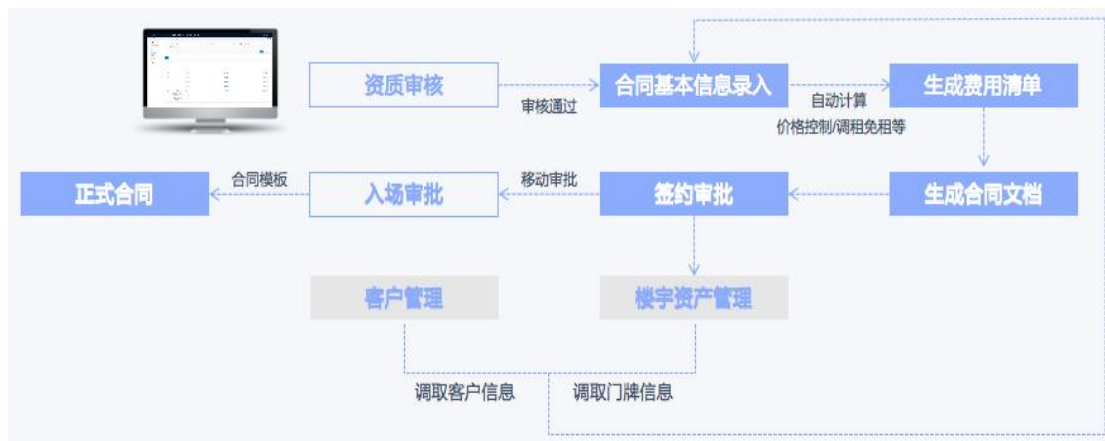 资质审核
审核通过
合同基本信息录入
自动计算
价格控制/调租免租等
生成费用清单
正式合同
合同模板
入场审批
移动审批
签约审批
生成合同文档
客户管理
楼宇资产管理
调取客户信息
调取门牌信息